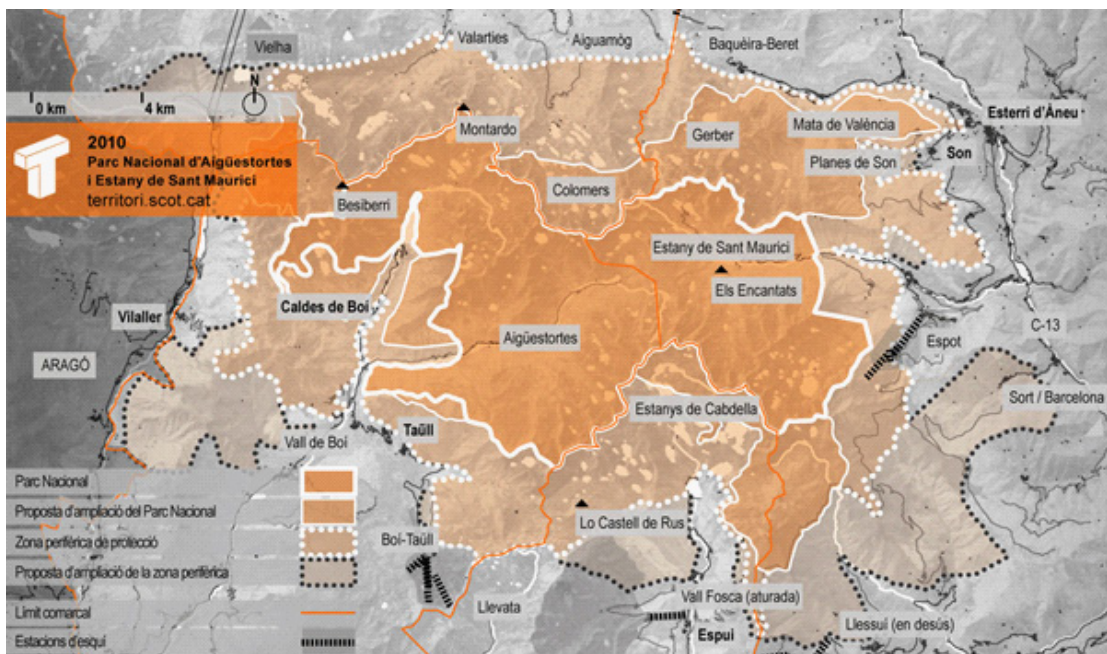 Vielha
Valarties
Aiguamòg
Baquèira-Beret
0 km
4 km
N
2010
Parc Nacional d'Aigüestortes
i Estany de Sant Maurici
territori.scot.cat
Montardo
Gerber
Mata de València
Esterri d'Àneu
Son
Planes de Son
Besiberri
Colomers
Estany de Sant Maurici
Els Encantats
Caldes de Boí
Vilaller
Aigüestortes
ARAGÓ
Espot
C-13
Sort / Barcelona
Estanys de Cabdella
Vall de Boí
Taüll
Parc Nacional
Proposta d'ampliació del Parc Nacional
Zona perifèrica de protecció
Proposta d'ampliació de la zona perifèrica
Límit comarcal
Estacions d'esquí
Boí-Taüll
Lo Castell de Rus
Llevata
Vall Fosca (aturada)
Espui
Llessuí (en desús)